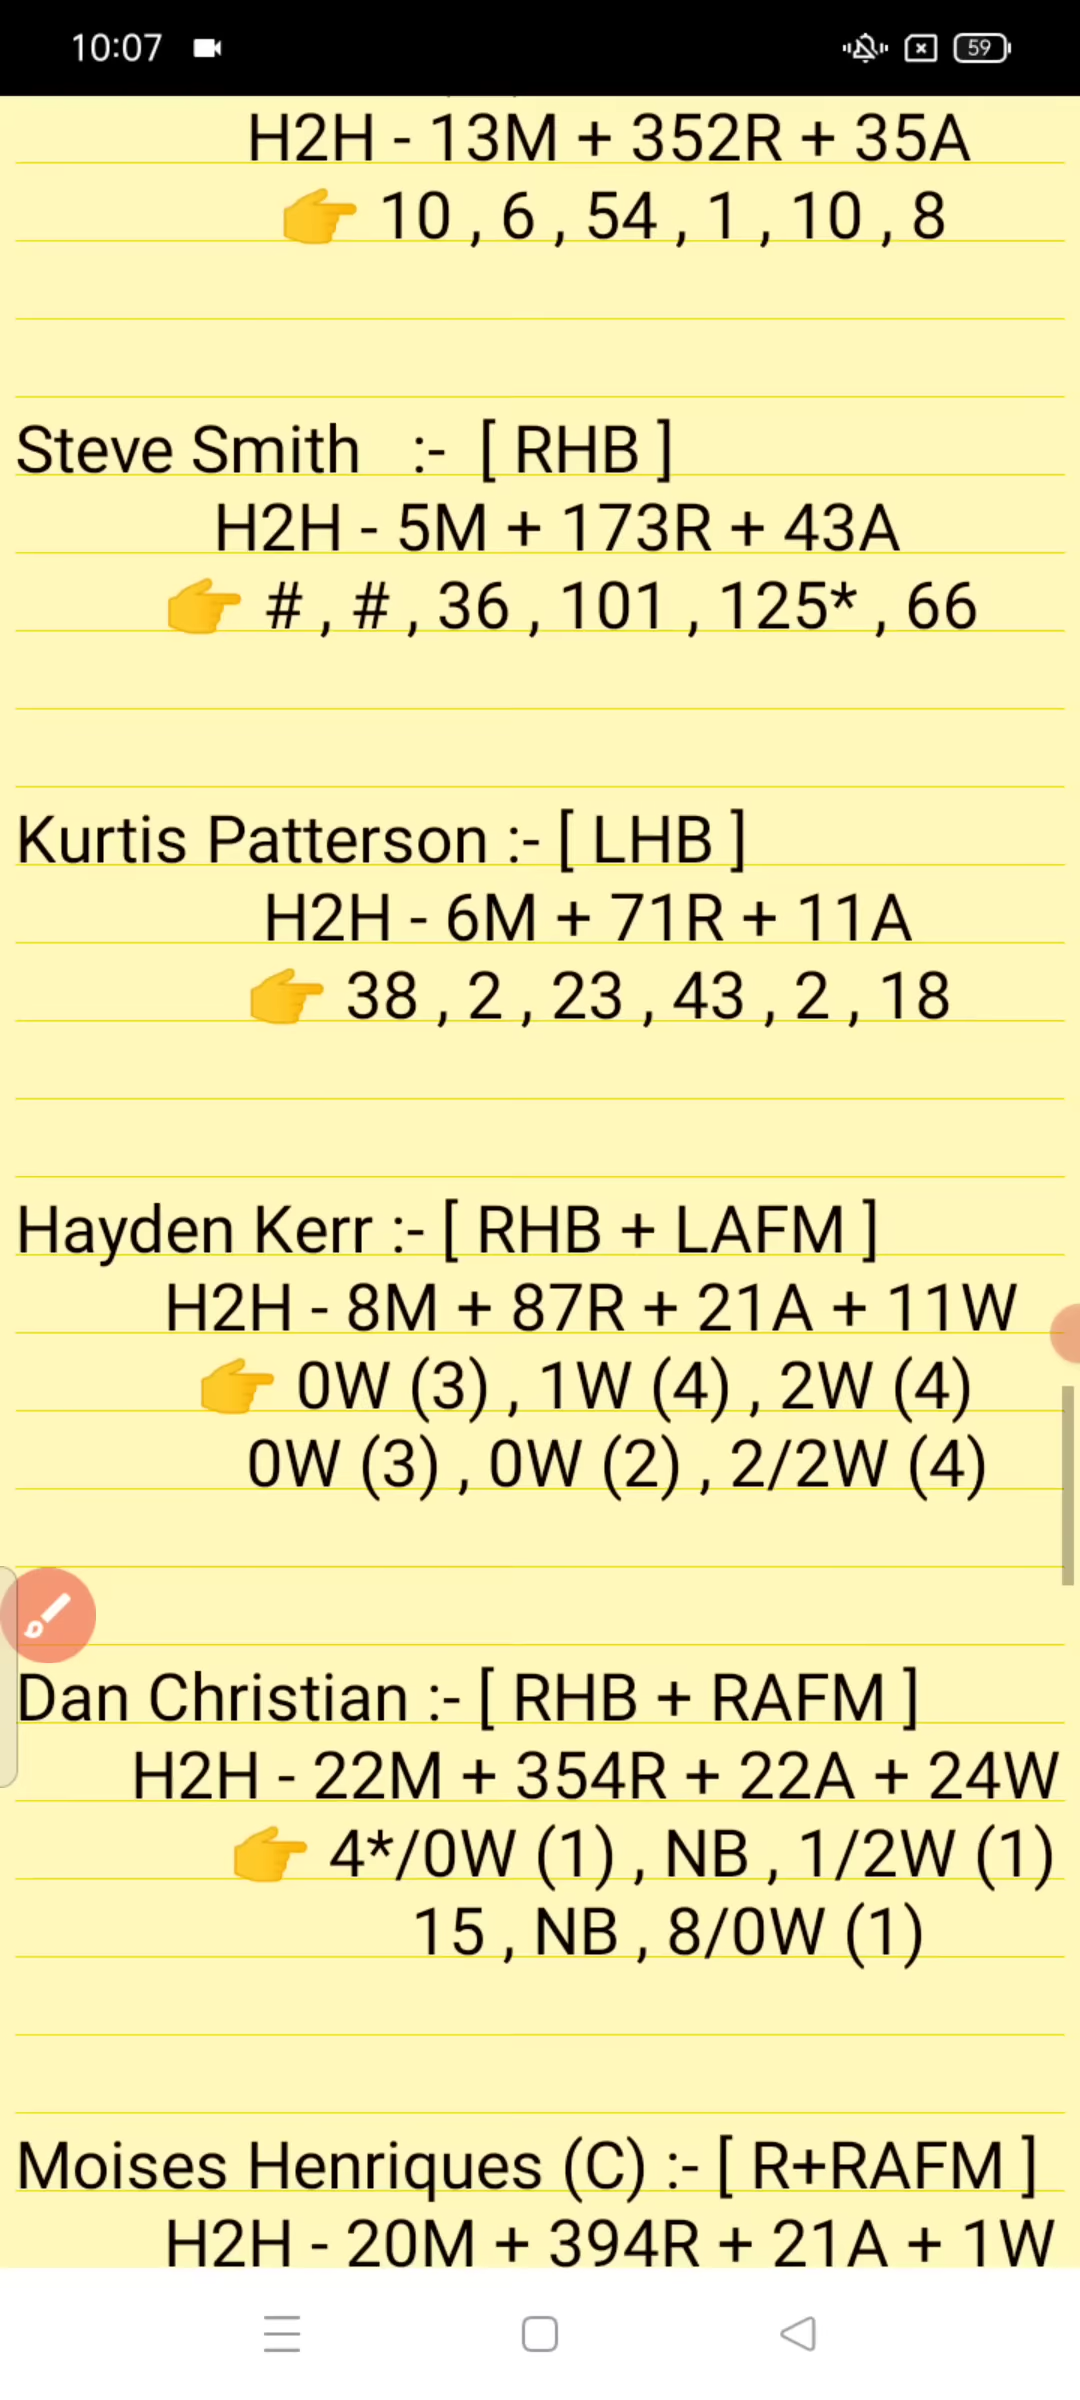 10:07
59
H2H - 13M + 352R + 35A
👉 10 , 6 , 54 , 1 , 10 , 8
Steve Smith :- [ RHB ]
H2H - 5M + 173R + 43A
👉 # , # , 36 , 101 , 125* , 66
Kurtis Patterson :- [ LHB ]
H2H - 6M + 71R + 11A
👉 38 , 2 , 23 , 43 , 2 , 18
Hayden Kerr :- [ RHB + LAFM ]
H2H - 8M + 87R + 21A + 11W
👉 0W (3) , 1W (4) , 2W (4)
0W (3) , 0W (2) , 2/2W (4)
Dan Christian :- [ RHB + RAFM ]
H2H - 22M + 354R + 22A + 24W
👉 4*/0W (1) , NB , 1/2W (1)
15 , NB , 8/0W (1)
Moises Henriques (C) :- [ R+RAFM ]
H2H - 20M + 394R + 21A + 1W